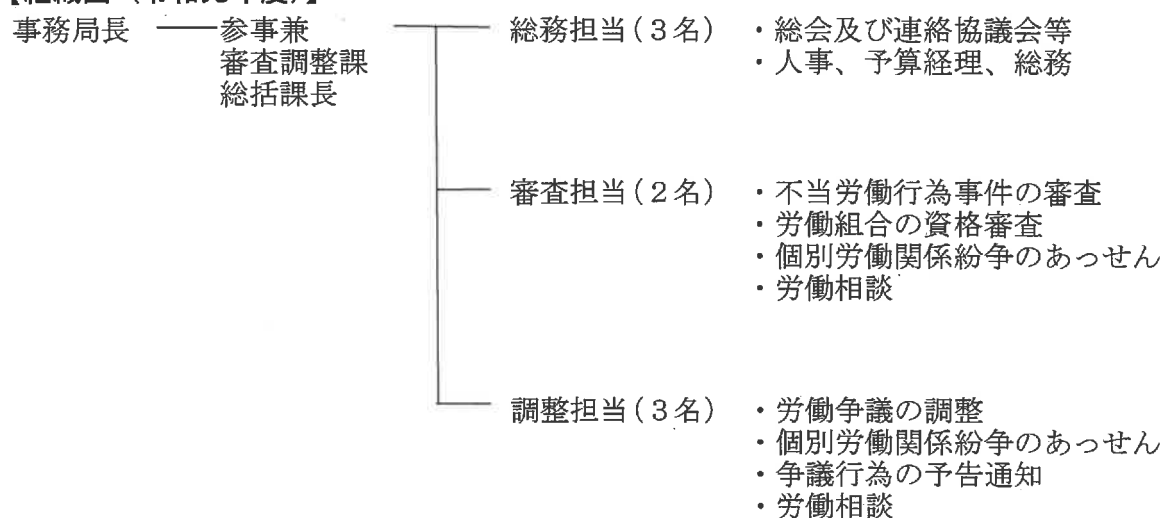 事務局長 ―― 参事兼
審査調整課
総括課長
総務担当(3名) ・総会及び連絡協議会等
・人事、予算経理、総務
審査担当(2名) ・不当労働行為事件の審査
・労働組合の資格審査
・個別労働関係紛争のあっせん
・労働相談
調整担当(3名) ・労働争議の調整
・個別労働関係紛争のあっせん
・争議行為の予告通知
・労働相談